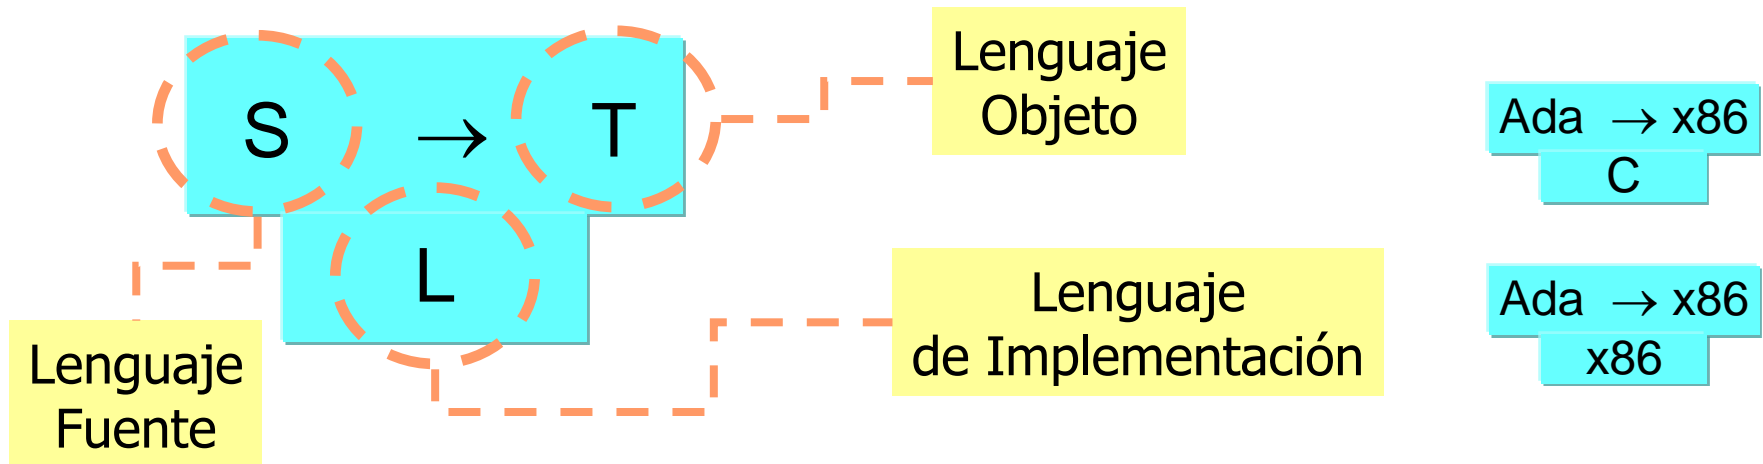 S → T
L
Lenguaje
Fuente
Lenguaje
Objeto
Lenguaje
de Implementación
Ada → x86
C
Ada → x86
x86